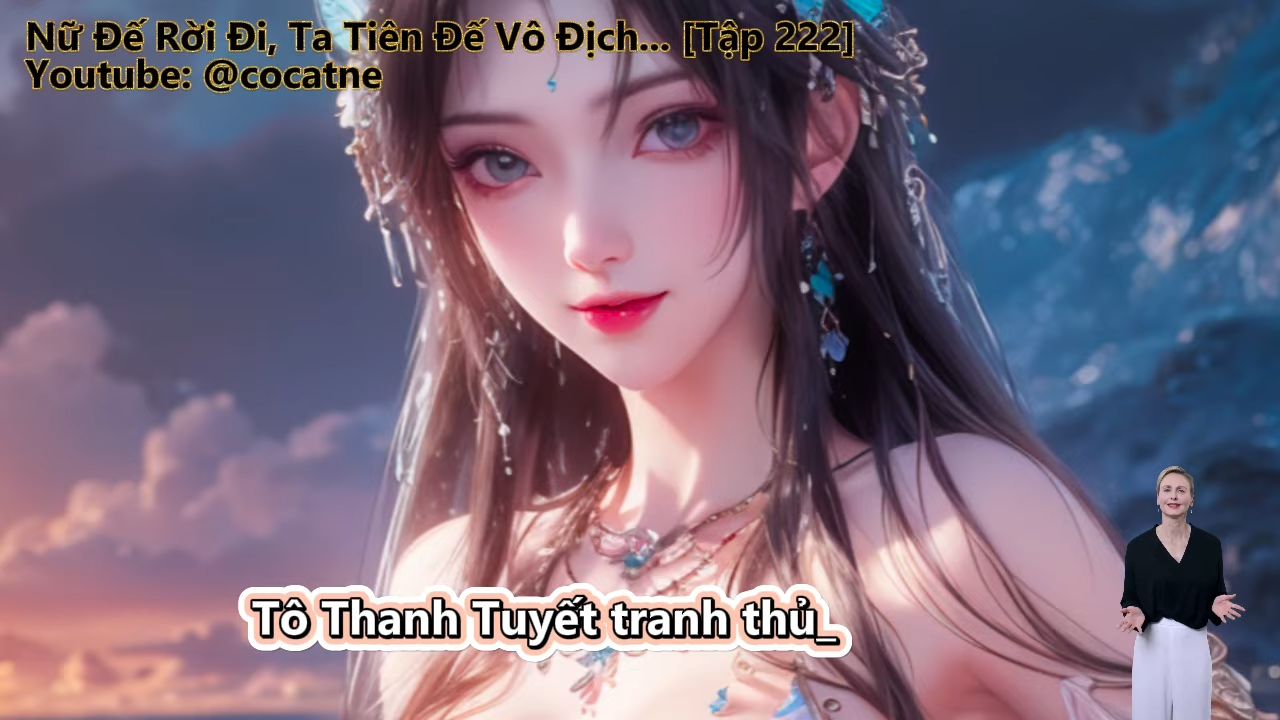 Nữ Đế Rời Đi, Ta Tiên Đế Vô Địch... [Tập 222]
Youtube: @cocatne
Tô Thanh Tuyết tranh thủ_